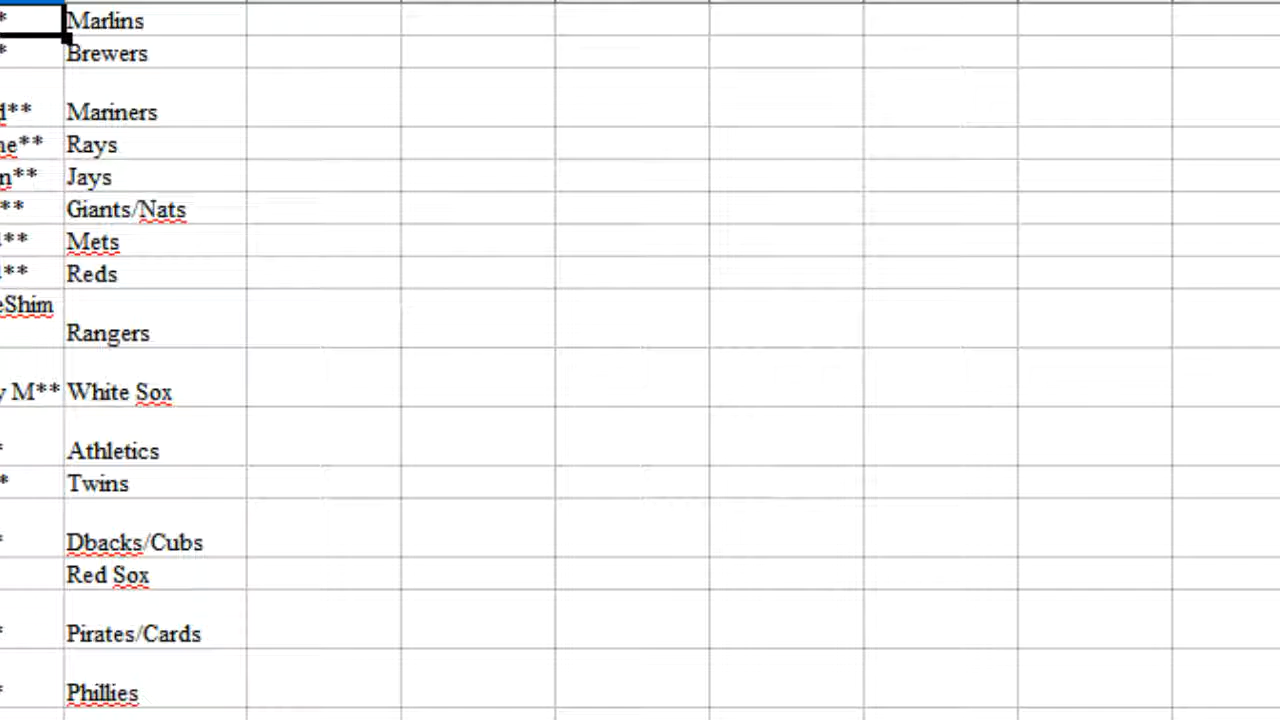 * Marlins
* Brewers
** Mariners
** Rays
** Jays
** Giants/Nats
** Mets
** Reds
Rangers
M** White Sox
* Athletics
* Twins
* Dbacks/Cubs
Red Sox
* Pirates/Cards
* Phillies